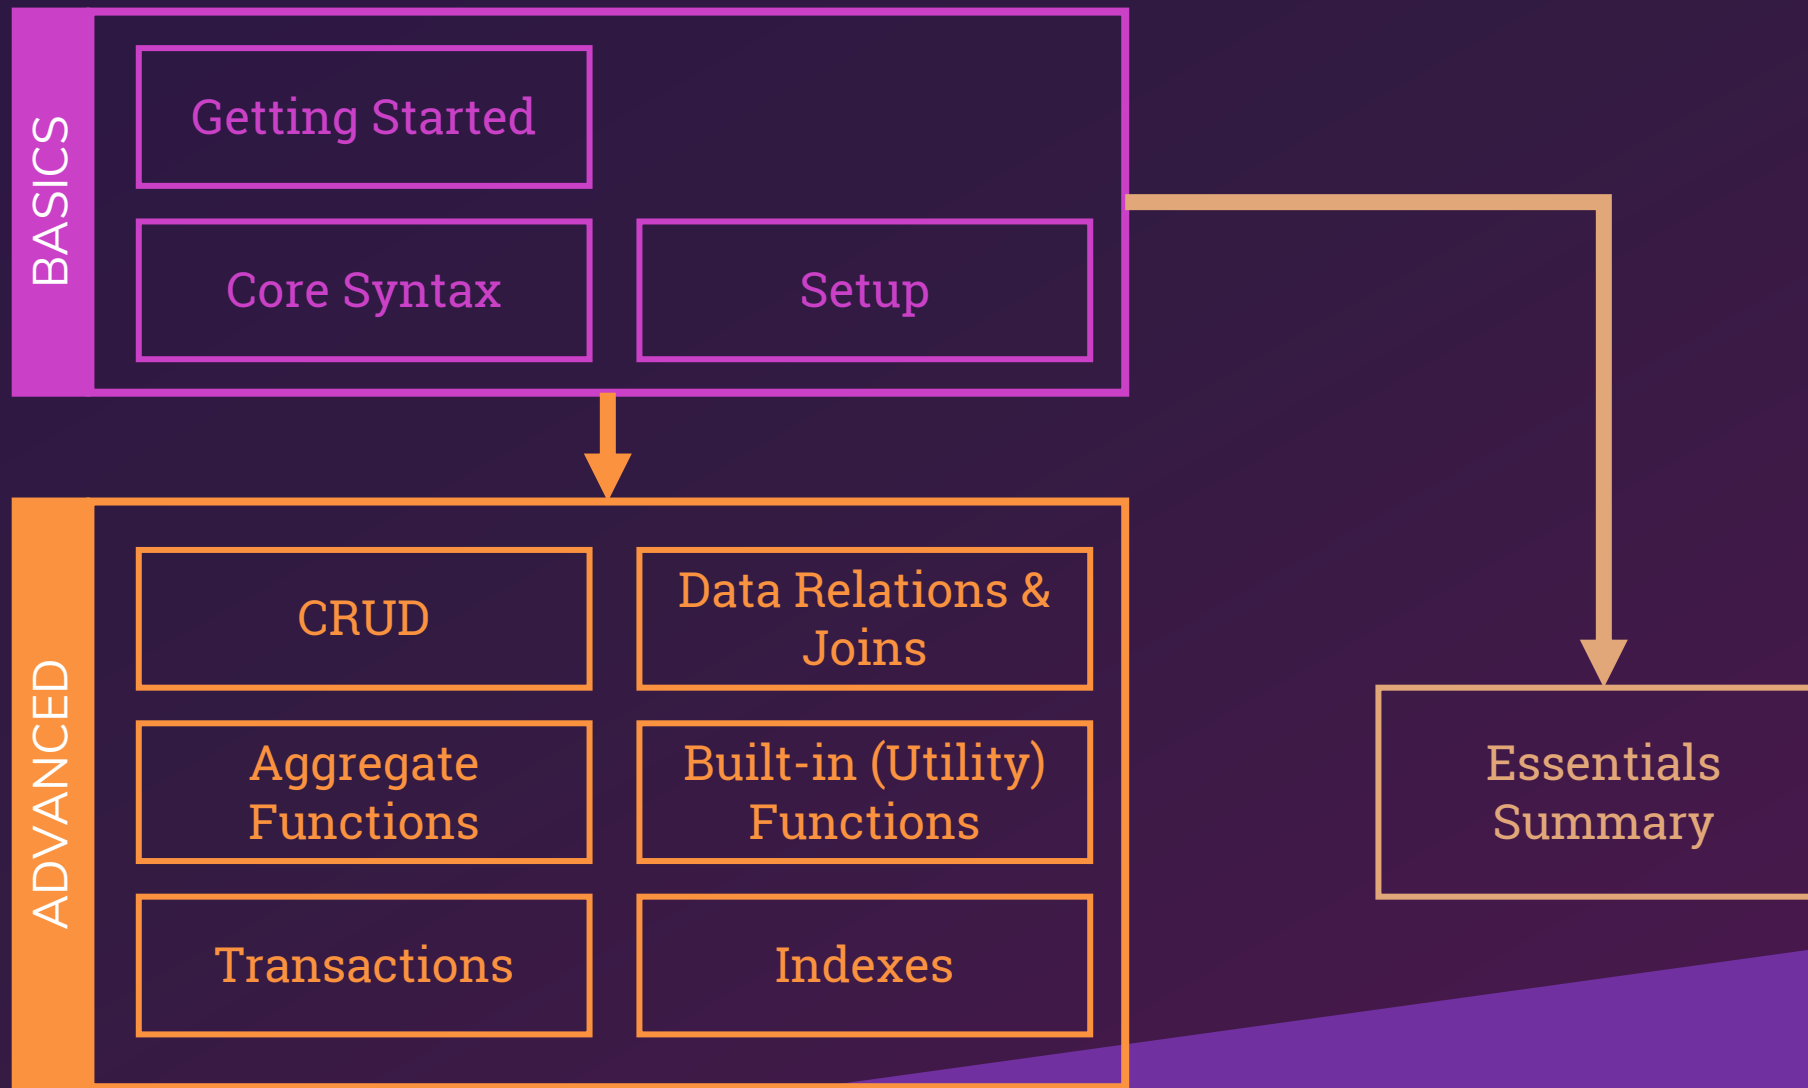 BASICS
Getting Started
Core Syntax
Setup
ADVANCED
CRUD
Data Relations &
Joins
Aggregate
Functions
Built-in (Utility)
Functions
Transactions
Indexes
Essentials
Summary